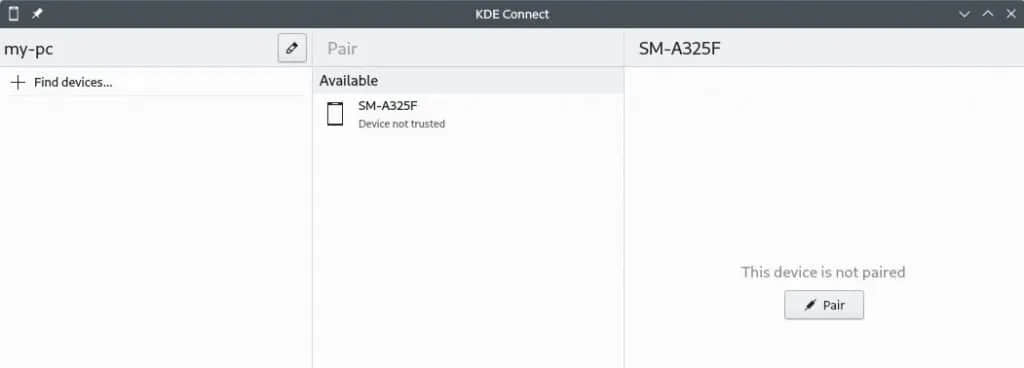 KDE Connect
my-pc
Find devices...
Pair
Available
SM-A325F
Device not trusted
SM-A325F
This device is not paired
Pair